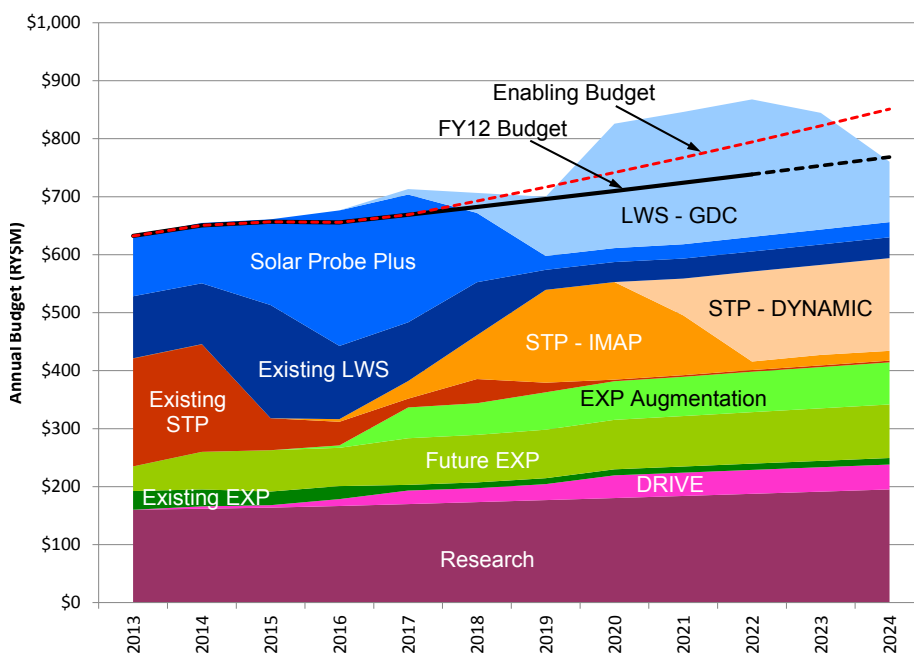 $1,000
$900
$800
$700
$600
$500
$400
$300
$200
$100
$0
Annual Budget (RY$M)
Enabling Budget
FY12 Budget
LWS - GDC
Solar Probe Plus
STP - DYNAMIC
STP - IMAP
Existing LWS
Existing
STP
EXP Augmentation
Future EXP
Existing EXP
DRIVE
Research
2013
2014
2015
2016
2017
2018
2019
2020
2021
2022
2023
2024